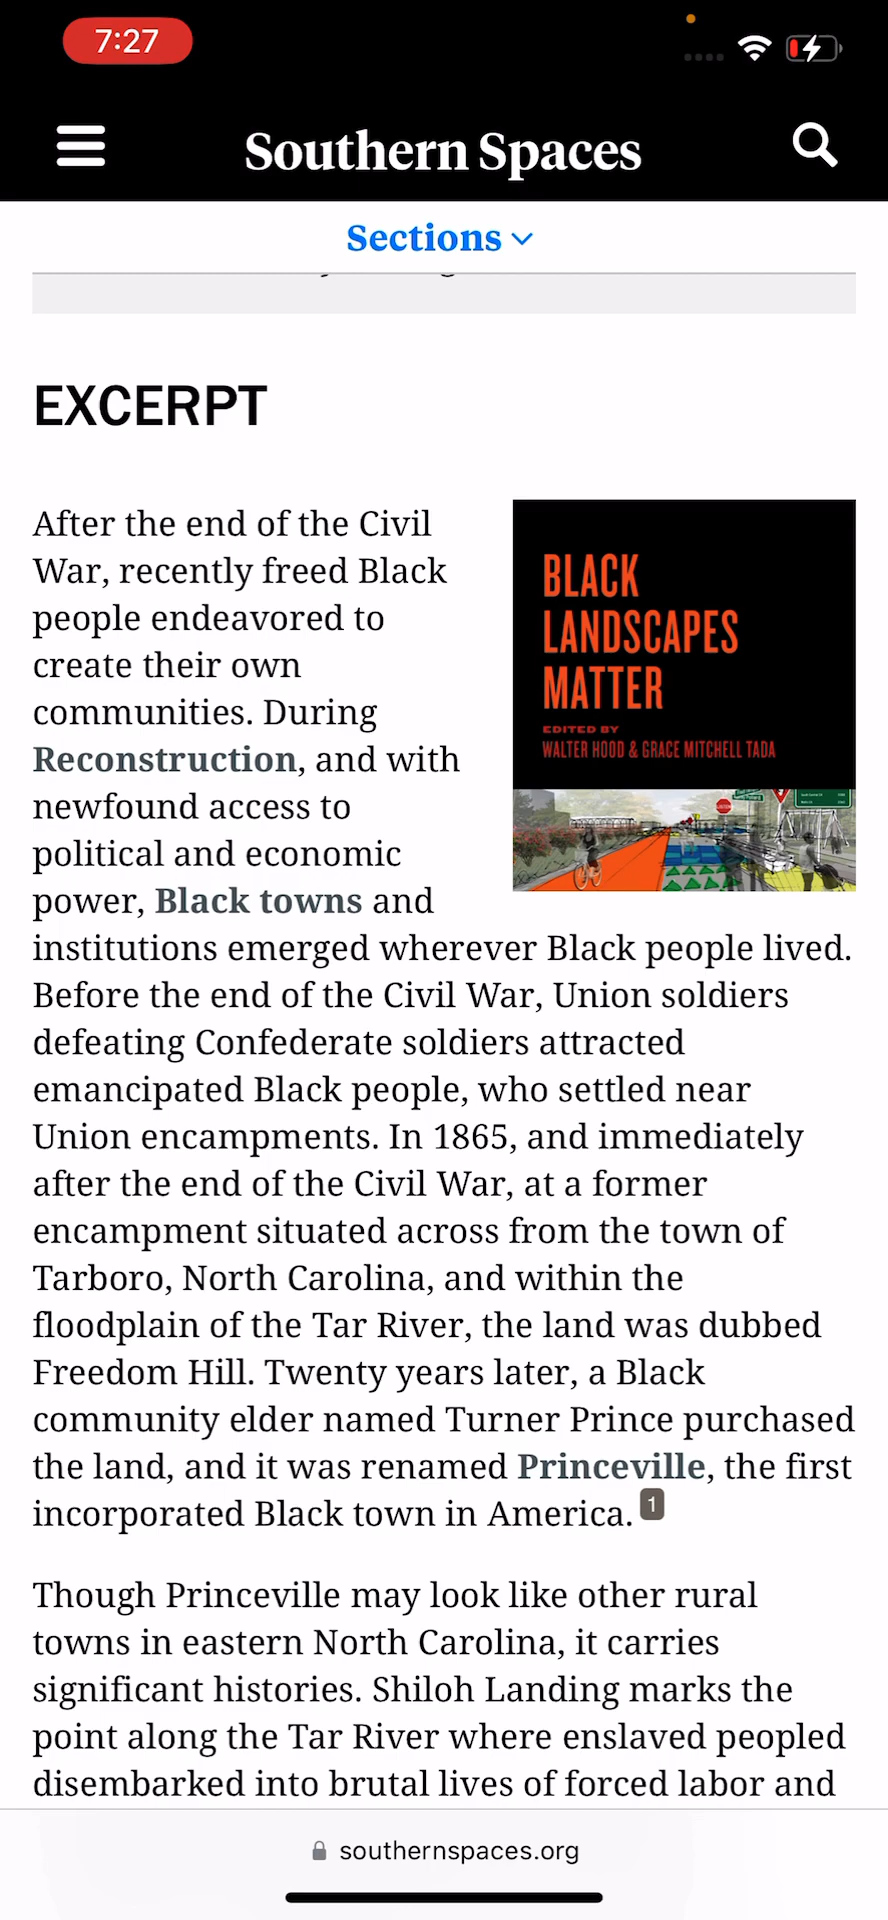 7:27
Southern Spaces
Sections
EXCERPT
After the end of the Civil
War, recently freed Black
people endeavored to
create their own
communities. During
Reconstruction, and with
newfound access to
political and economic
power, Black towns and
BLACK
LANDSCAPES
MATTER
EDITED BY
WALTER HOOD & GRACE MITCHELL TADA
institutions emerged wherever Black people lived.
Before the end of the Civil War, Union soldiers
defeating Confederate soldiers attracted
emancipated Black people, who settled near
Union encampments. In 1865, and immediately
after the end of the Civil War, at a former
encampment situated across from the town of
Tarboro, North Carolina, and within the
floodplain of the Tar River, the land was dubbed
Freedom Hill. Twenty years later, a Black
community elder named Turner Prince purchased
the land, and it was renamed Princeville, the first
incorporated Black town in America. 1
Though Princeville may look like other rural
towns in eastern North Carolina, it carries
significant histories. Shiloh Landing marks the
point along the Tar River where enslaved peopled
disembarked into brutal lives of forced labor and
southernspaces.org